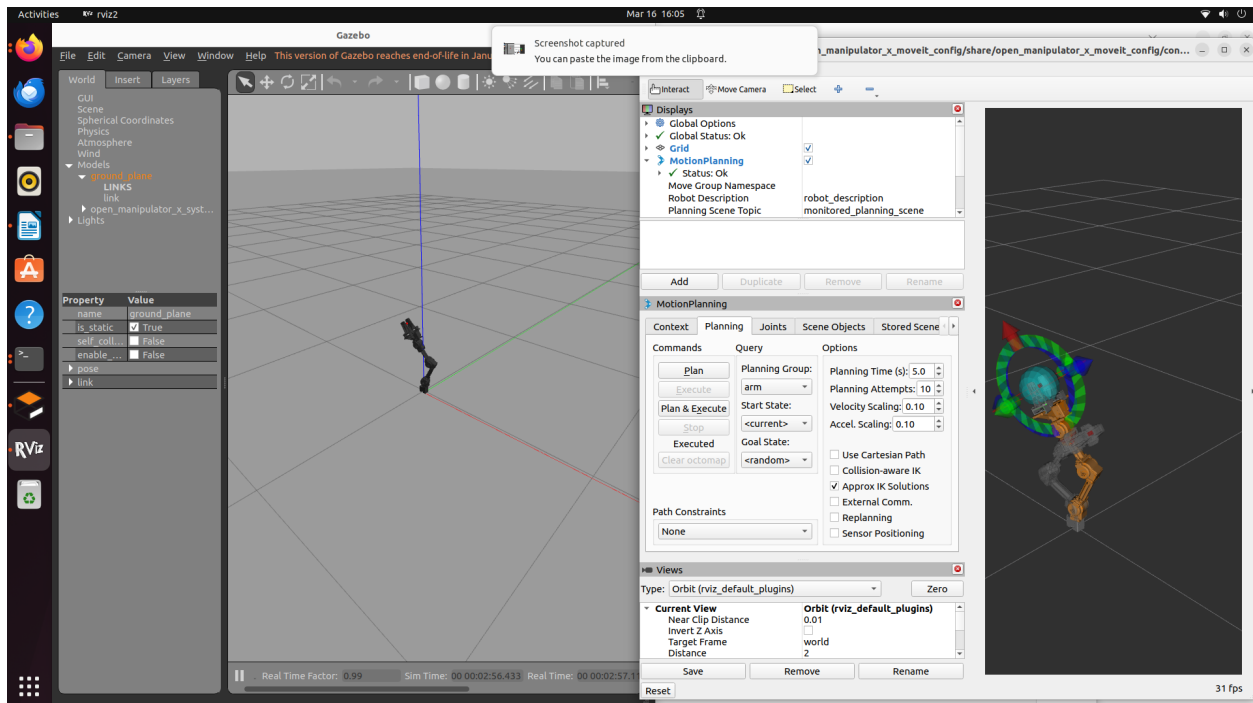 Activities
rviz2
Mar 16 16:05
Gazebo
File Edit Camera View Window Help This version of Gazebo reaches end-of-life in Janu
World Insert Layers
GUI
Scene
Spherical Coordinates
Physics
Atmosphere
Wind
Models
ground_plane
LINKS
link
open_manipulator_x_syst...
Lights
Property Value
name ground_plane
is_static True
self_coll... False
enable_... False
pose
link
Real Time Factor: 0.99 Sim Time: 00 00:02:56.433 Real Time: 00 00:02:57.1
Screenshot captured
You can paste the image from the clipboard.
_manipulator_x_moveit_config/share/open_manipulator_x_moveit_config/con...
Interact Move Camera Select
Displays
Global Options
Global Status: Ok
Grid
MotionPlanning
Status: Ok
Move Group Namespace
Robot Description robot_description
Planning Scene Topic monitored_planning_scene
Add Duplicate Remove Rename
MotionPlanning
Context Planning Joints Scene Objects Stored Scene
Commands
Plan
Execute
Plan & Execute
Stop
Executed
Clear octomap
Query
Planning Group:
arm
Start State:
<current>
Goal State:
<random>
Options
Planning Time (s): 5.0
Planning Attempts: 10
Velocity Scaling: 0.10
Accel. Scaling: 0.10
Use Cartesian Path
Collision-aware IK
Approx IK Solutions
External Comm.
Replanning
Sensor Positioning
Path Constraints
None
Views
Type: Orbit (rviz_default_plugins) Zero
Current View Orbit (rviz_default_plugins)
Near Clip Distance 0.01
Invert Z Axis
Target Frame world
Distance 2
Save Remove Rename
Reset
31 fps
RViz